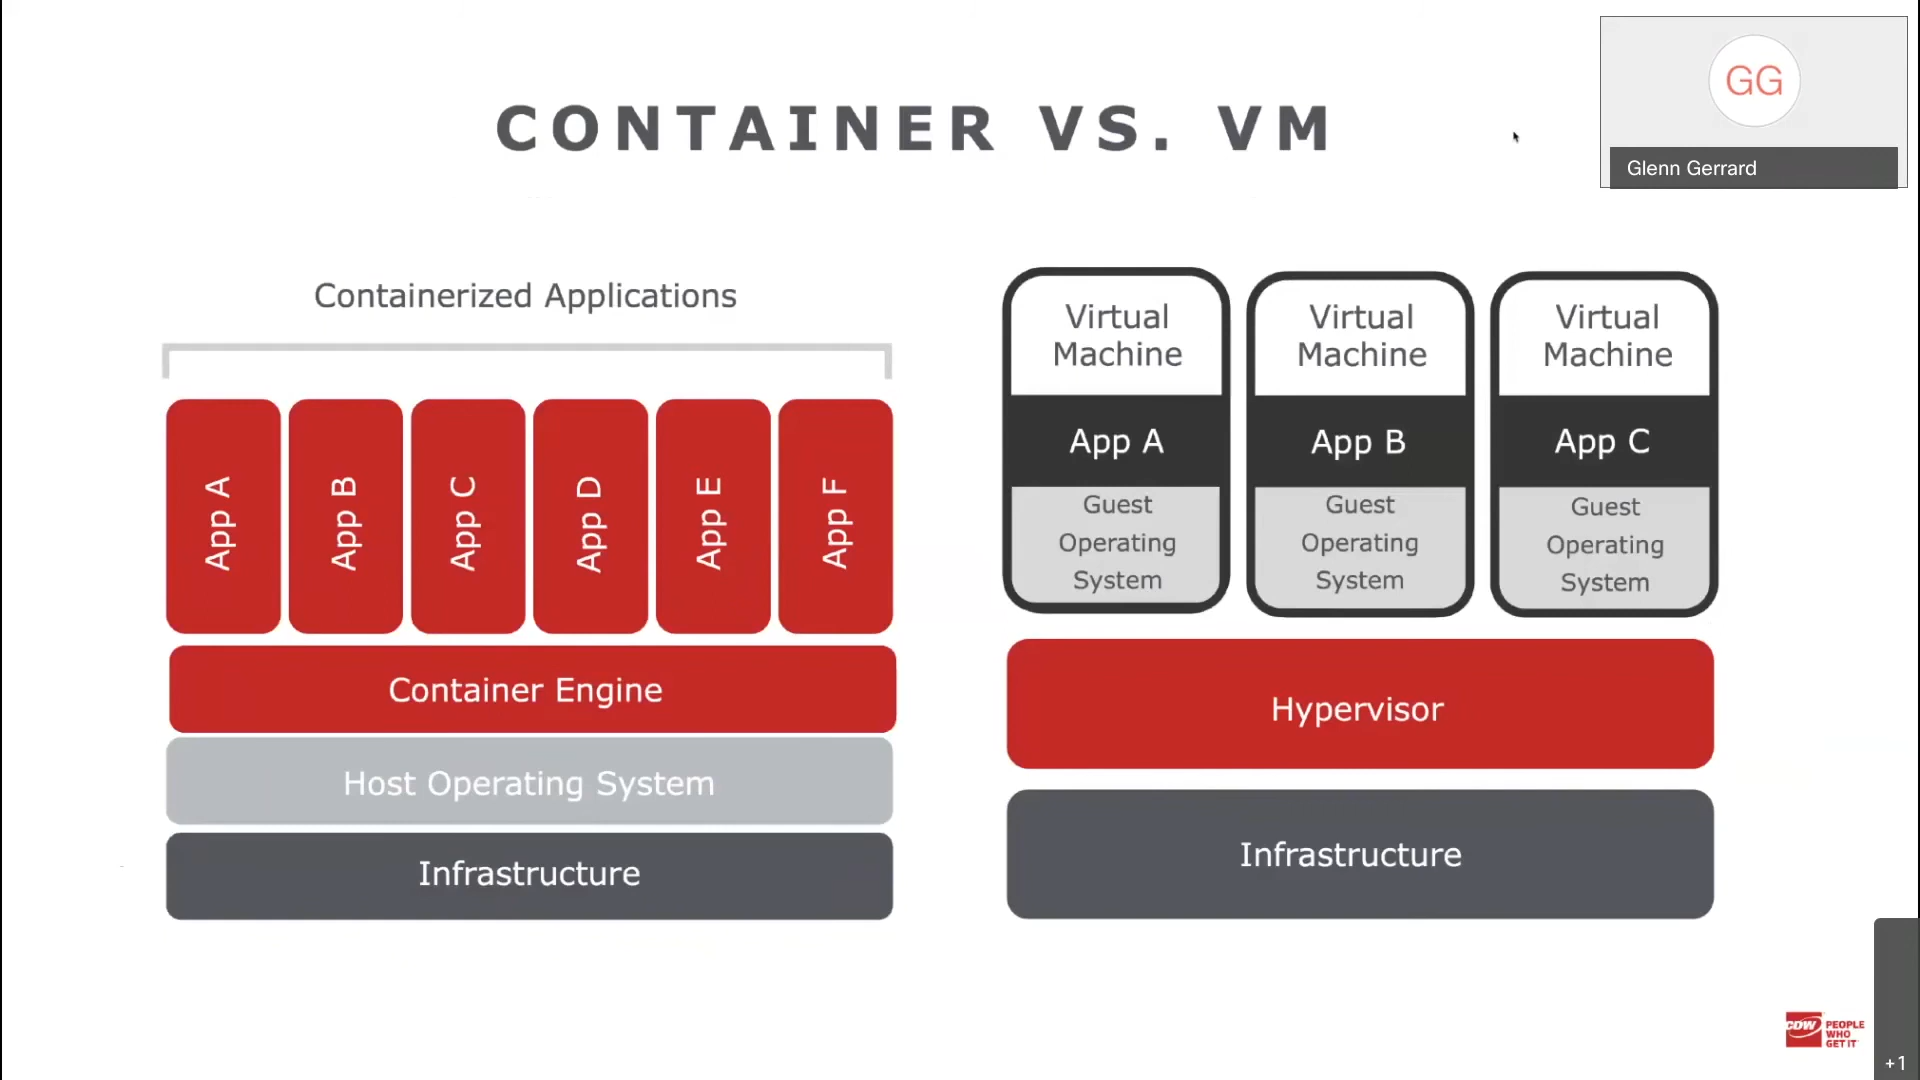 CONTAINER VS. VM
GG
Glenn Gerrard
Containerized Applications
App A
App B
App C
App D
App E
App F
Container Engine
Host Operating System
Infrastructure
Virtual
Machine
App A
Guest
Operating
System
Virtual
Machine
App B
Guest
Operating
System
Virtual
Machine
App C
Guest
Operating
System
Hypervisor
Infrastructure
CDW
PEOPLE
WHO
GET IT
+1